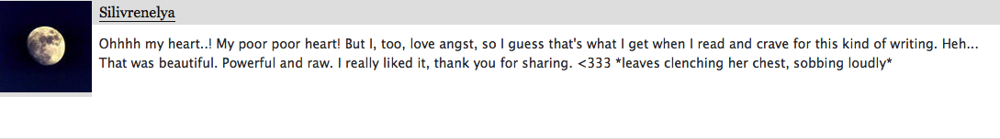 Silivrenelya
Ohhhh my heart..! My poor poor heart! But I, too, love angst, so I guess that's what I get when I read and crave for this kind of writing. Heh...
That was beautiful. Powerful and raw. I really liked it, thank you for sharing. <333 *leaves clenching her chest, sobbing loudly*